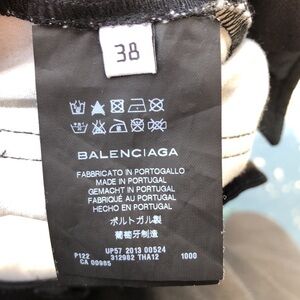 38
BALENCIAGA
FABBRICATO IN PORTOGALLO
MADE IN PORTUGAL
GEMACHT IN PORTUGAL
FABRIQUÉ AU PORTUGAL
HECHO EN PORTUGAL
ポルトガル製
葡萄牙制造
UP57 2013 00524
P122 312982 THA12 1000
CA 00985